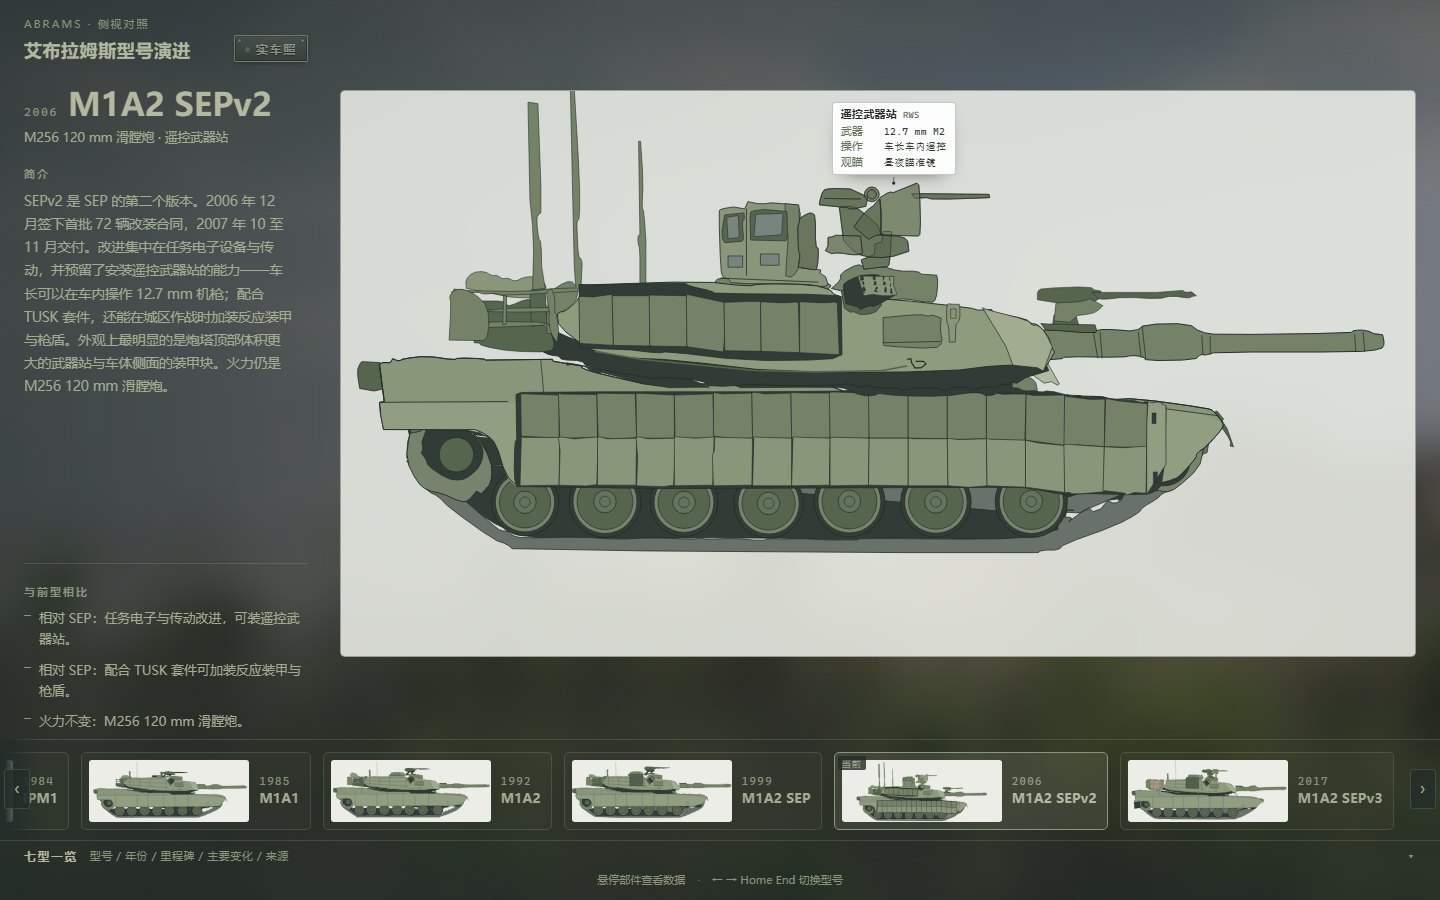 ABRAMS · 侧视对照
艾布拉姆斯型号演进
实车照
2006 M1A2 SEPv2
M256 120 mm 滑膛炮 · 遥控武器站
简介
SEPv2 是 SEP 的第二个版本。2006 年 12
月签下首批 72 辆改装合同，2007 年 10 至
11 月交付。改进集中在任务电子设备与传
动，并预留了安装遥控武器站的能力——车
长可以在车内操作 12.7 mm 机枪；配合
TUSK 套件，还能在城区作战时加装反应装甲
与枪盾。外观上最明显的是炮塔顶部体积更
大的武器站与车体侧面的装甲块。火力仍是
M256 120 mm 滑膛炮。
遥控武器站 RWS
武器 12.7 mm M2
操作 车长车内遥控
观瞄 昼夜瞄准镜
与前型相比
– 相对 SEP：任务电子与传动改进，可装遥控武
器站。
– 相对 SEP：配合 TUSK 套件可加装反应装甲与
枪盾。
– 火力不变：M256 120 mm 滑膛炮。
‹
984
IPM1
1985
M1A1
1992
M1A2
1999
M1A2 SEP
当前
2006
M1A2 SEPv2
2017
M1A2 SEPv3
›
七型一览 型号 / 年份 / 里程碑 / 主要变化 / 来源
悬停部件查看数据 · ←→ Home End 切换型号